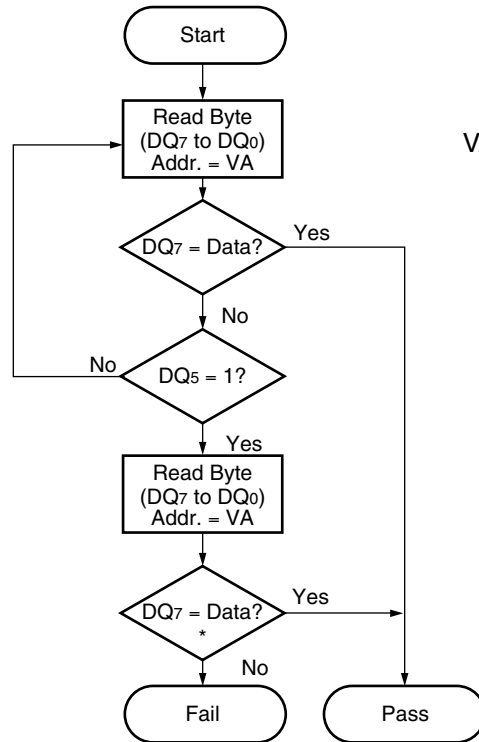 Start
Read Byte
(DQ7 to DQ0)
Addr. = VA
DQ7 = Data?
Yes
No
DQ5 = 1?
No
Yes
Read Byte
(DQ7 to DQ0)
Addr. = VA
DQ7 = Data?
*
Yes
No
Fail
Pass